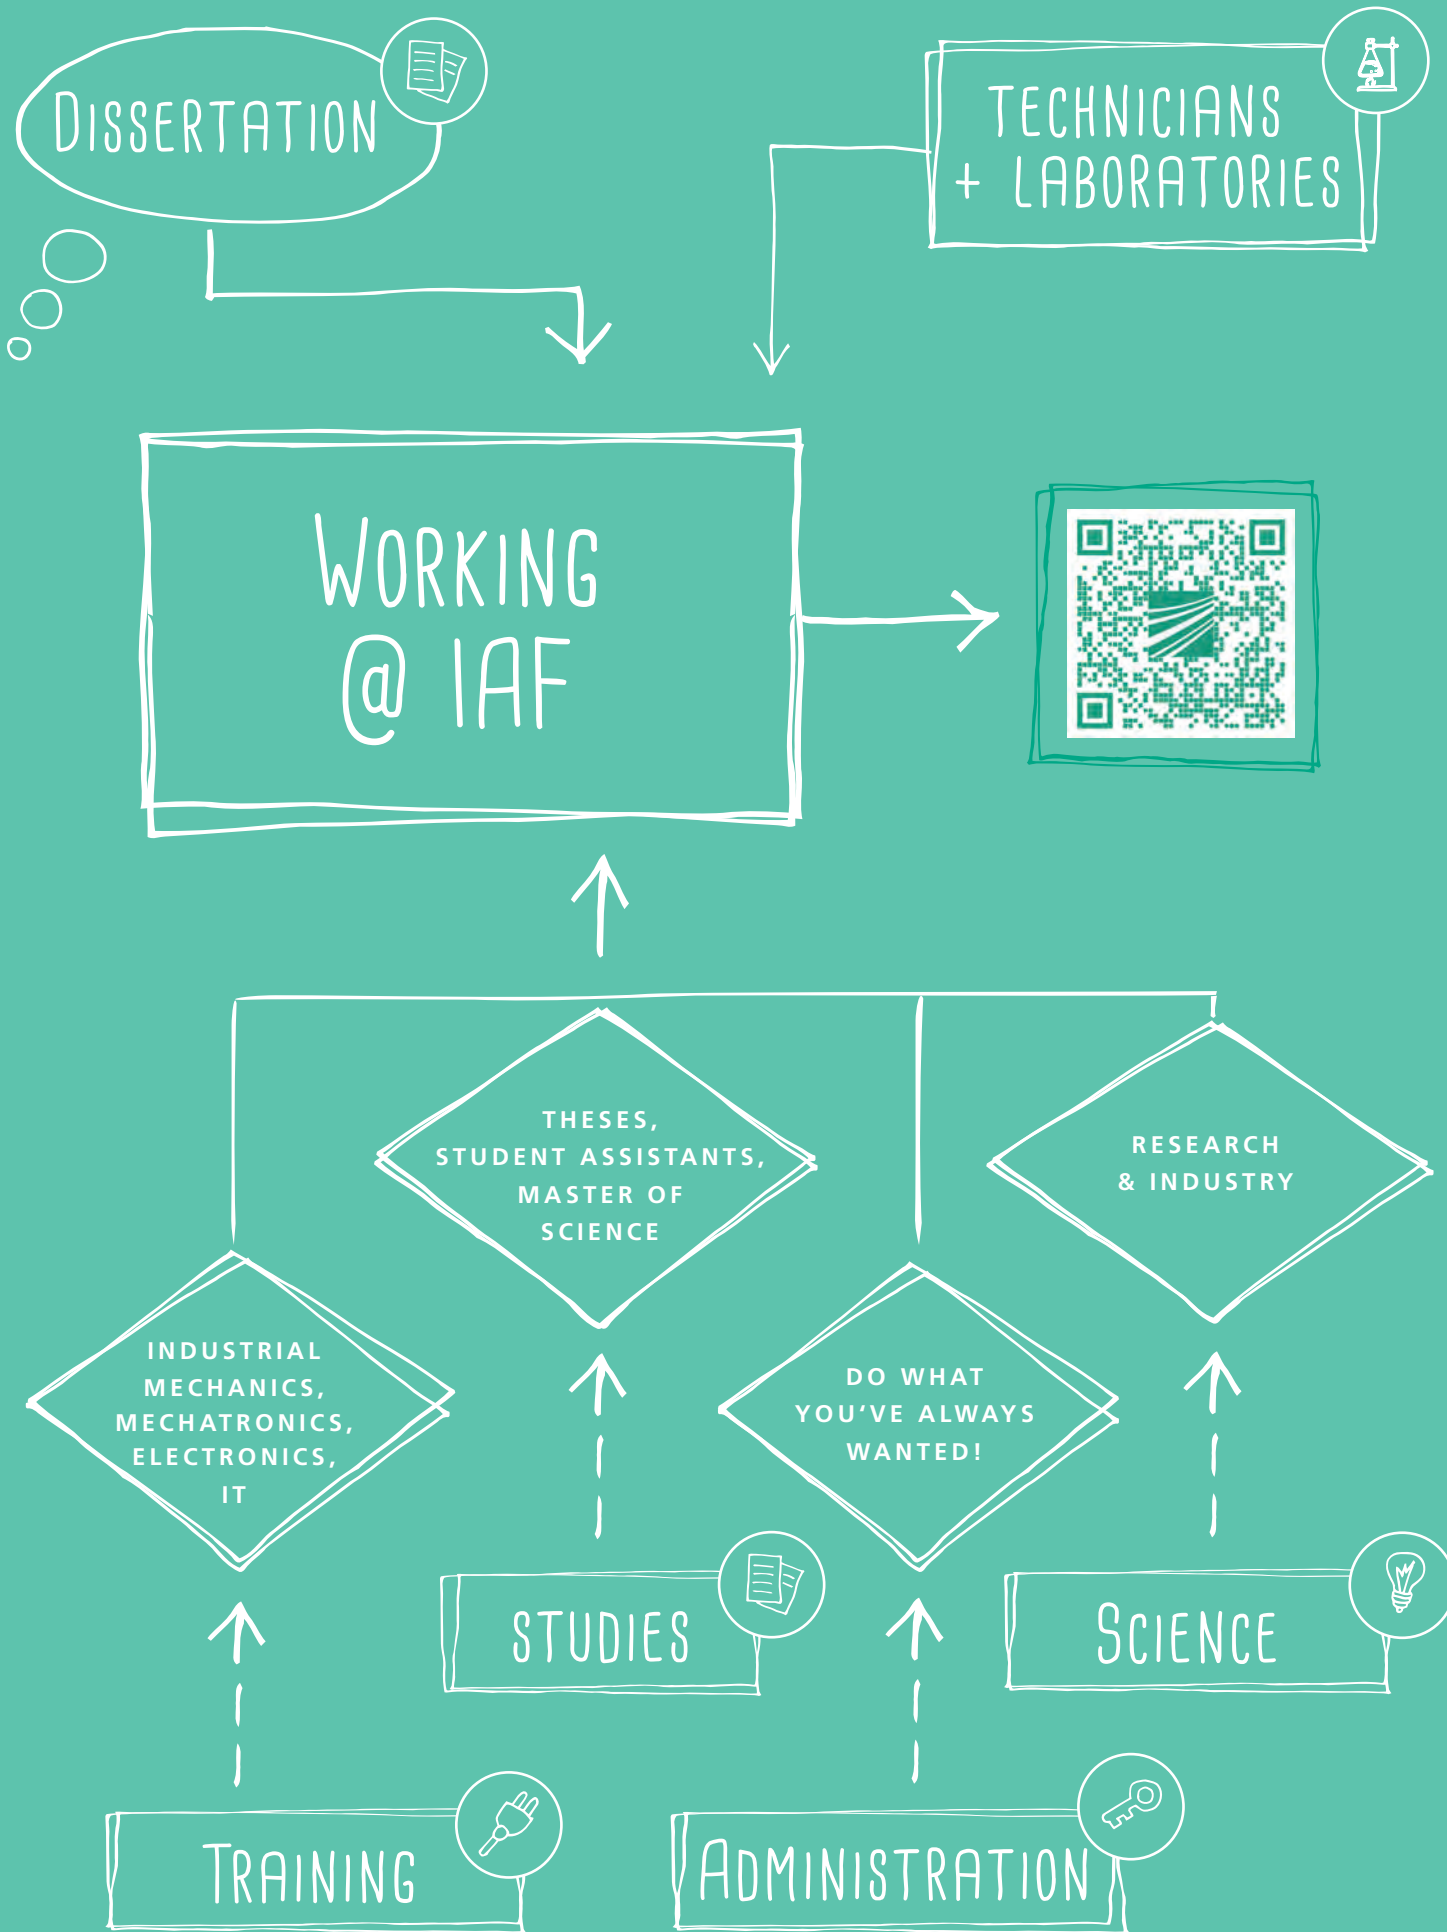 DISSERTATION
TECHNICIANS
+ LABORATORIES
WORKING
@ IAF
THESES,
STUDENT ASSISTANTS,
MASTER OF
SCIENCE
RESEARCH
& INDUSTRY
INDUSTRIAL
MECHANICS,
MECHATRONICS,
ELECTRONICS,
IT
DO WHAT
YOU‘VE ALWAYS
WANTED!
STUDIES
SCIENCE
TRAINING
ADMINISTRATION